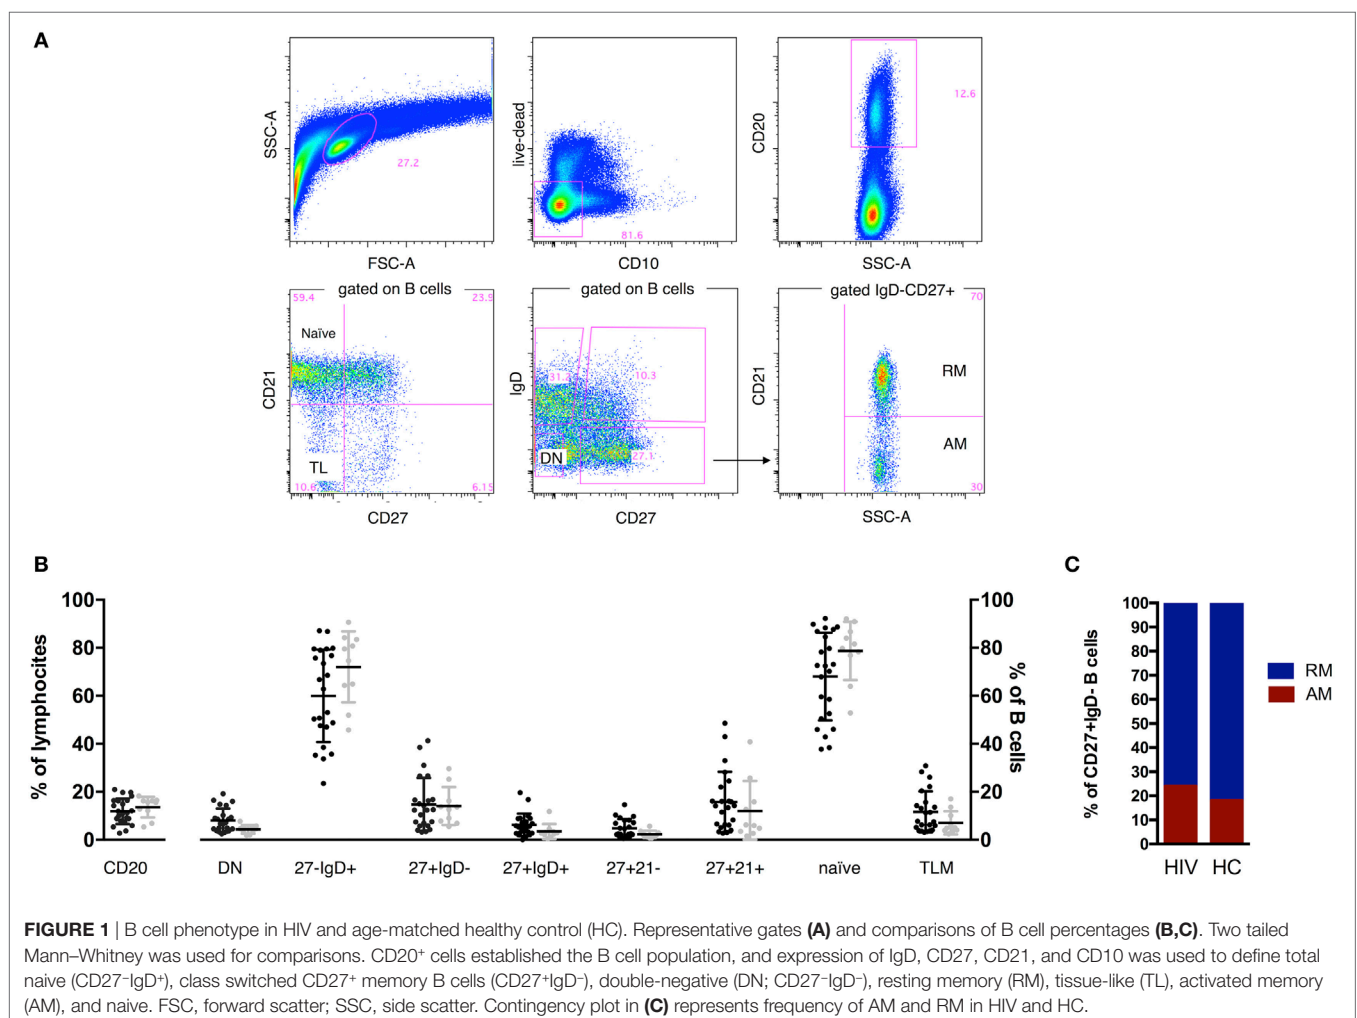 A
SSC-A
27.2
FSC-A
live-dead
81.6
CD10
CD20
12.6
SSC-A
gated on B cells
59.4
23.9
Naïve
CD21
TL
10.6
6.15
CD27
gated on B cells
IgD
31.2
10.3
DN
27.1
CD27
gated IgD-CD27+
70
CD21
RM
AM
30
SSC-A
B
% of lymphocytes
100
80
60
40
20
0
100
80
60
40
20
0
% of B cells
CD20 DN 27-IgD+ 27+IgD- 27+IgD+ 27+21- 27+21+ naïve TLM
C
% of CD27+IgD- B cells
100
90
80
70
60
50
40
30
20
10
0
HIV HC
RM
AM
FIGURE 1 | B cell phenotype in HIV and age-matched healthy control (HC). Representative gates (A) and comparisons of B cell percentages (B,C). Two tailed
Mann–Whitney was used for comparisons. CD20⁺ cells established the B cell population, and expression of IgD, CD27, CD21, and CD10 was used to define total
naive (CD27⁻IgD⁺), class switched CD27⁺ memory B cells (CD27⁺IgD⁻), double-negative (DN; CD27⁻IgD⁻), resting memory (RM), tissue-like (TL), activated memory
(AM), and naive. FSC, forward scatter; SSC, side scatter. Contingency plot in (C) represents frequency of AM and RM in HIV and HC.